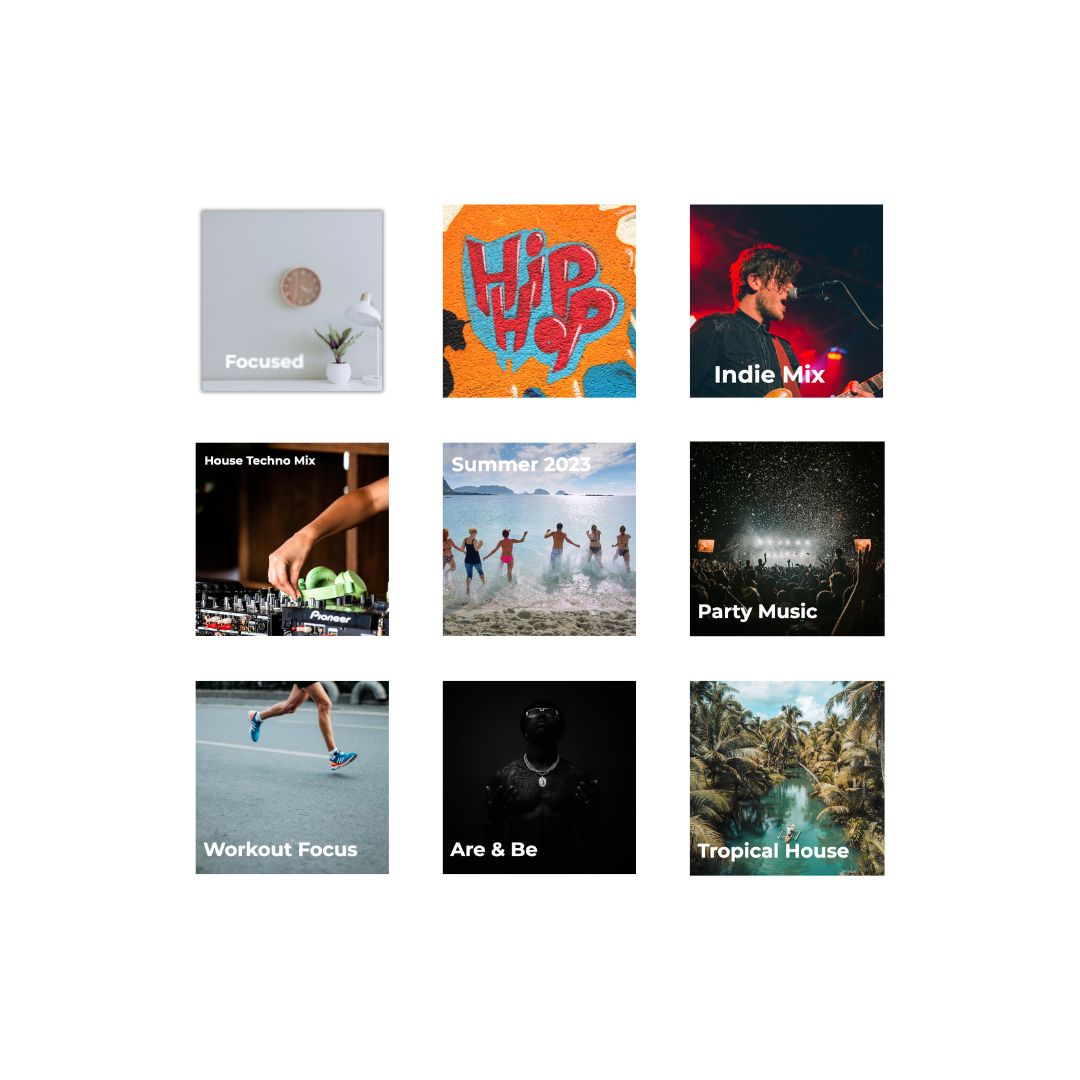 Focused
Hip
Hop
Indie Mix
House Techno Mix
Pioneer
Summer 2023
Party Music
Workout Focus
Are & Be
Tropical House